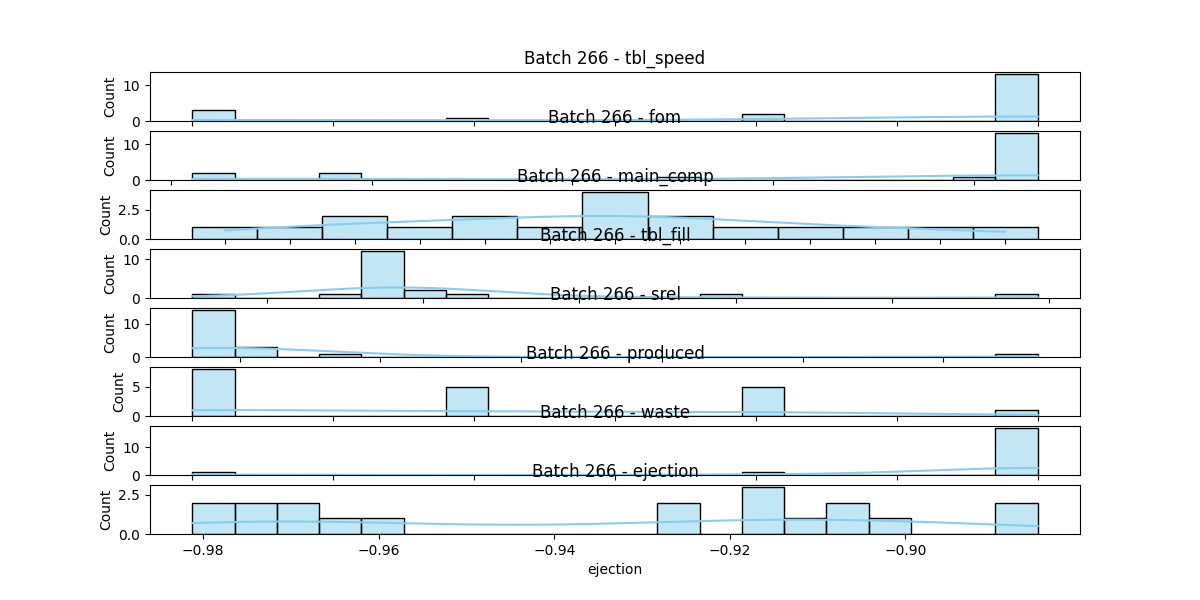 Batch 266 - tbl_speed
Count
10
0
Batch 266 - fom
Count
10
0
Batch 266 - main_comp
Count
2.5
0.0
Batch 266 - tbl_fill
Count
10
0
Batch 266 - srel
Count
10
0
Batch 266 - produced
Count
5
0
Batch 266 - waste
Count
10
0
Batch 266 - ejection
Count
2.5
0.0
−0.98 −0.96 −0.94 −0.92 −0.90
ejection